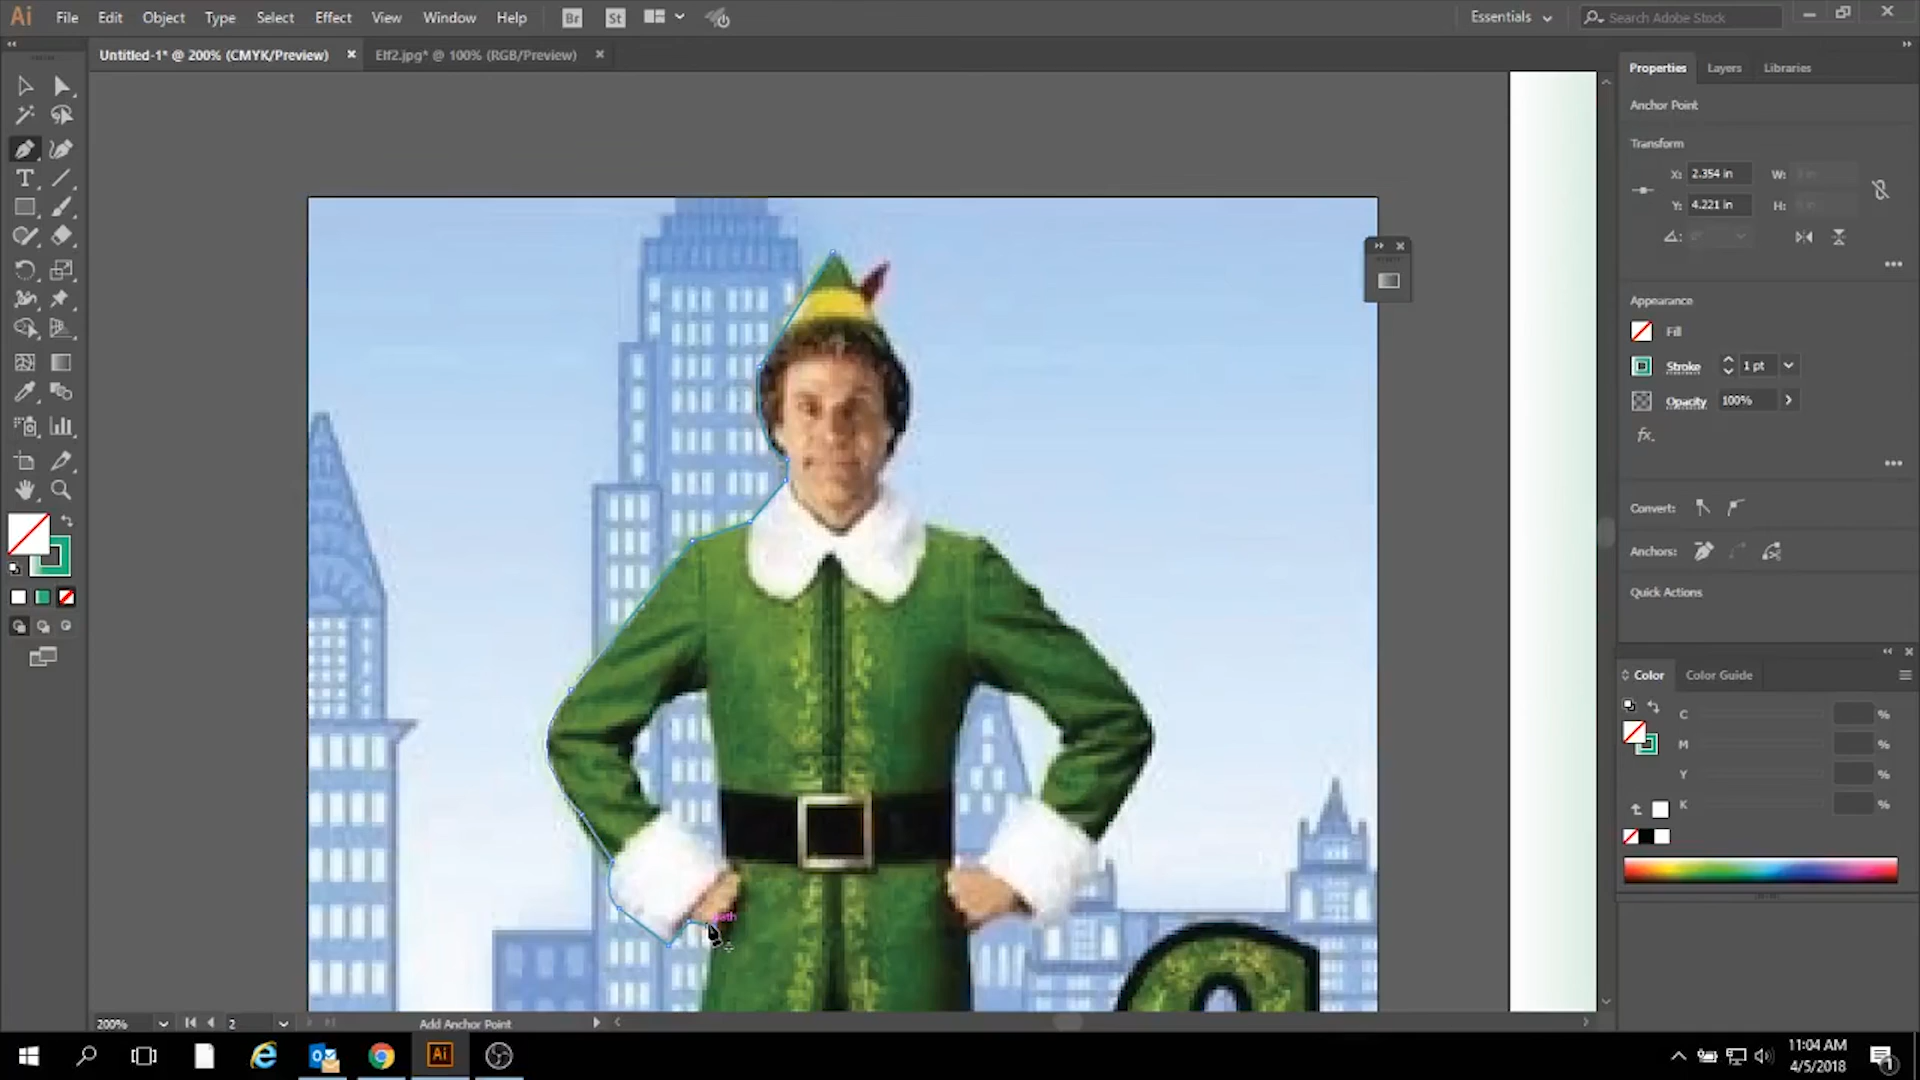 Ai File Edit Object Type Select Effect View Window Help Br St Essentials Search Adobe Stock
Untitled-1* @ 200% (CMYK/Preview) Elf2.jpg* @ 100% (RGB/Preview)
Properties Layers Libraries
Anchor Point
Transform
X: 2.354 in W:
Y: 4.221 in H:
Appearance
Fill
Stroke 1 pt
Opacity 100%
fx.
Convert:
Anchors:
Quick Actions
Color Color Guide
C %
M %
Y %
K %
path
200% 2 Add Anchor Point
Ai
11:04 AM
4/5/2018
1